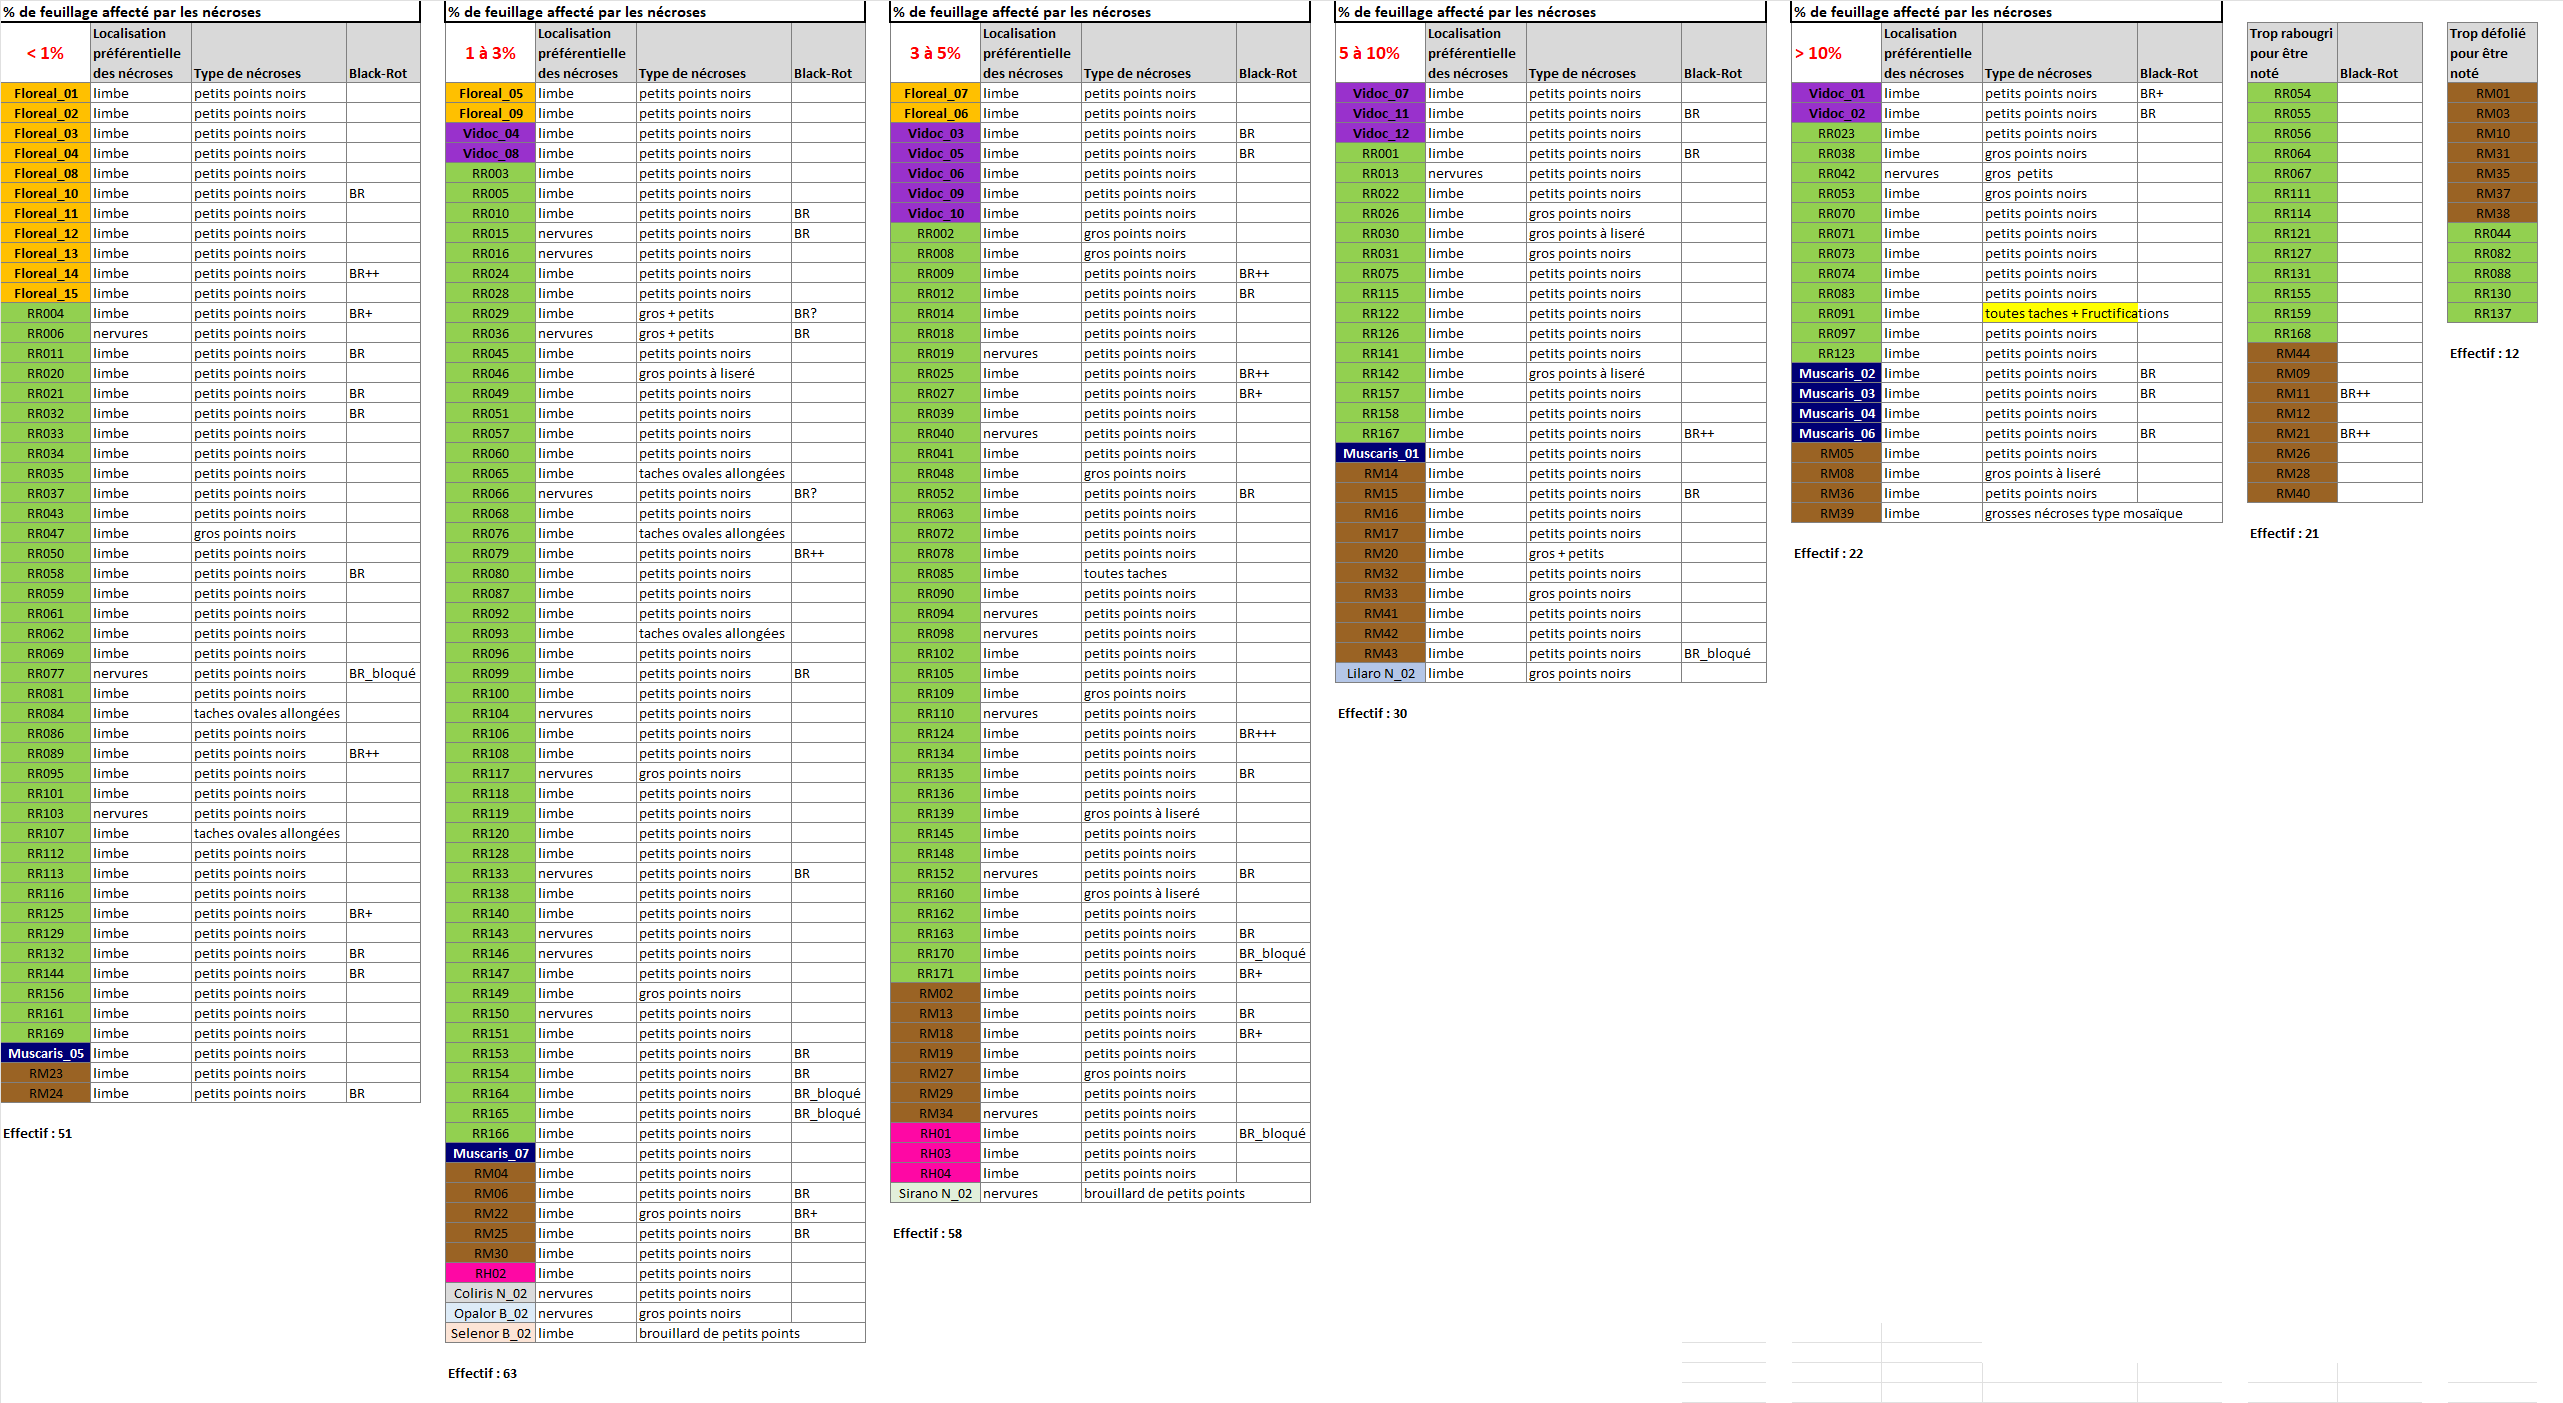 % de feuillage affecté par les nécroses
< 1% Localisation préférentielle des nécroses Type de nécroses Black-Rot
Floreal_01 limbe petits points noirs
Floreal_02 limbe petits points noirs
Floreal_03 limbe petits points noirs
Floreal_04 limbe petits points noirs
Floreal_08 limbe petits points noirs
Floreal_10 limbe petits points noirs BR
Floreal_11 limbe petits points noirs
Floreal_12 limbe petits points noirs
Floreal_13 limbe petits points noirs
Floreal_14 limbe petits points noirs BR++
Floreal_15 limbe petits points noirs
RR004 limbe petits points noirs BR+
RR006 nervures petits points noirs
RR011 limbe petits points noirs BR
RR020 limbe petits points noirs
RR021 limbe petits points noirs BR
RR032 limbe petits points noirs BR
RR033 limbe petits points noirs
RR034 limbe petits points noirs
RR035 limbe petits points noirs
RR037 limbe petits points noirs
RR043 limbe petits points noirs
RR047 limbe gros points noirs
RR050 limbe petits points noirs
RR058 limbe petits points noirs BR
RR059 limbe petits points noirs
RR061 limbe petits points noirs
RR062 limbe petits points noirs
RR069 limbe petits points noirs
RR077 nervures petits points noirs BR_bloqué
RR081 limbe petits points noirs
RR084 limbe taches ovales allongées
RR086 limbe petits points noirs
RR089 limbe petits points noirs BR++
RR095 limbe petits points noirs
RR101 limbe petits points noirs
RR103 nervures petits points noirs
RR107 limbe taches ovales allongées
RR112 limbe petits points noirs
RR113 limbe petits points noirs
RR116 limbe petits points noirs
RR125 limbe petits points noirs BR+
RR129 limbe petits points noirs
RR132 limbe petits points noirs BR
RR144 limbe petits points noirs BR
RR156 limbe petits points noirs
RR161 limbe petits points noirs
RR169 limbe petits points noirs
Muscaris_05 limbe petits points noirs
RM23 limbe petits points noirs
RM24 limbe petits points noirs BR
Effectif : 51
% de feuillage affecté par les nécroses
1 à 3% Localisation préférentielle des nécroses Type de nécroses Black-Rot
Floreal_05 limbe petits points noirs
Floreal_09 limbe petits points noirs
Vidoc_04 limbe petits points noirs
Vidoc_08 limbe petits points noirs
RR003 limbe petits points noirs
RR005 limbe petits points noirs
RR010 limbe petits points noirs BR
RR015 nervures petits points noirs BR
RR016 nervures petits points noirs
RR024 limbe petits points noirs
RR028 limbe petits points noirs
RR029 limbe gros + petits BR?
RR036 nervures gros + petits BR
RR045 limbe petits points noirs
RR046 limbe gros points à liseré
RR049 limbe petits points noirs
RR051 limbe petits points noirs
RR057 limbe petits points noirs
RR060 limbe petits points noirs
RR065 limbe taches ovales allongées
RR066 nervures petits points noirs BR?
RR068 limbe petits points noirs
RR076 limbe taches ovales allongées
RR079 limbe petits points noirs BR++
RR080 limbe petits points noirs
RR087 limbe petits points noirs
RR092 limbe petits points noirs
RR093 limbe taches ovales allongées
RR096 limbe petits points noirs
RR099 limbe petits points noirs BR
RR100 limbe petits points noirs
RR104 nervures petits points noirs
RR106 limbe petits points noirs
RR108 limbe petits points noirs
RR117 nervures gros points noirs
RR118 limbe petits points noirs
RR119 limbe petits points noirs
RR120 limbe petits points noirs
RR128 limbe petits points noirs
RR133 nervures petits points noirs BR
RR138 limbe petits points noirs
RR140 limbe petits points noirs
RR143 nervures petits points noirs
RR146 nervures petits points noirs
RR147 limbe petits points noirs
RR149 limbe gros points noirs
RR150 nervures petits points noirs
RR151 limbe petits points noirs
RR153 limbe petits points noirs BR
RR154 limbe petits points noirs BR
RR164 limbe petits points noirs BR_bloqué
RR165 limbe petits points noirs BR_bloqué
RR166 limbe petits points noirs
Muscaris_07 limbe petits points noirs
RM04 limbe petits points noirs
RM06 limbe petits points noirs BR
RM22 limbe gros points noirs BR+
RM25 limbe petits points noirs BR
RM30 limbe petits points noirs
RH02 limbe petits points noirs
Coliris N_02 nervures petits points noirs
Opalor B_02 nervures gros points noirs
Selenor B_02 limbe brouillard de petits points
Effectif : 63
% de feuillage affecté par les nécroses
3 à 5% Localisation préférentielle des nécroses Type de nécroses Black-Rot
Floreal_07 limbe petits points noirs
Floreal_06 limbe petits points noirs
Vidoc_03 limbe petits points noirs BR
Vidoc_05 limbe petits points noirs BR
Vidoc_06 limbe petits points noirs
Vidoc_09 limbe petits points noirs
Vidoc_10 limbe petits points noirs
RR002 limbe gros points noirs
RR008 limbe gros points noirs
RR009 limbe petits points noirs BR++
RR012 limbe petits points noirs BR
RR014 limbe petits points noirs
RR018 limbe petits points noirs
RR019 nervures petits points noirs
RR025 limbe petits points noirs BR++
RR027 limbe petits points noirs BR+
RR039 limbe petits points noirs
RR040 nervures petits points noirs
RR041 limbe petits points noirs
RR048 limbe gros points noirs
RR052 limbe petits points noirs BR
RR063 limbe petits points noirs
RR072 limbe petits points noirs
RR078 limbe petits points noirs
RR085 limbe toutes taches
RR090 limbe petits points noirs
RR094 nervures petits points noirs
RR098 nervures petits points noirs
RR102 limbe petits points noirs
RR105 limbe petits points noirs
RR109 limbe gros points noirs
RR110 nervures petits points noirs
RR124 limbe petits points noirs BR+++
RR134 limbe petits points noirs
RR135 limbe petits points noirs BR
RR136 limbe petits points noirs
RR139 limbe gros points à liseré
RR145 limbe petits points noirs
RR148 limbe petits points noirs
RR152 nervures petits points noirs BR
RR160 limbe gros points à liseré
RR162 limbe petits points noirs
RR163 limbe petits points noirs BR
RR170 limbe petits points noirs BR_bloqué
RR171 limbe petits points noirs BR+
RM02 limbe petits points noirs
RM13 limbe petits points noirs BR
RM18 limbe petits points noirs BR+
RM19 limbe petits points noirs
RM27 limbe gros points noirs
RM29 limbe petits points noirs
RM34 nervures petits points noirs
RH01 limbe petits points noirs BR_bloqué
RH03 limbe petits points noirs
RH04 limbe petits points noirs
Sirano N_02 nervures brouillard de petits points
Effectif : 58
% de feuillage affecté par les nécroses
5 à 10% Localisation préférentielle des nécroses Type de nécroses Black-Rot
Vidoc_07 limbe petits points noirs
Vidoc_11 limbe petits points noirs BR
Vidoc_12 limbe petits points noirs
RR001 limbe petits points noirs BR
RR013 nervures petits points noirs
RR022 limbe petits points noirs
RR026 limbe gros points noirs
RR030 limbe gros points à liseré
RR031 limbe gros points noirs
RR075 limbe petits points noirs
RR115 limbe petits points noirs
RR122 limbe petits points noirs
RR126 limbe petits points noirs
RR141 limbe petits points noirs
RR142 limbe gros points à liseré
RR157 limbe petits points noirs
RR158 limbe petits points noirs
RR167 limbe petits points noirs BR++
Muscaris_01 limbe petits points noirs
RM14 limbe petits points noirs
RM15 limbe petits points noirs BR
RM16 limbe petits points noirs
RM17 limbe petits points noirs
RM20 limbe gros + petits
RM32 limbe petits points noirs
RM33 limbe gros points noirs
RM41 limbe petits points noirs
RM42 limbe petits points noirs
RM43 limbe petits points noirs BR_bloqué
Lilaro N_02 limbe gros points noirs
Effectif : 30
% de feuillage affecté par les nécroses
> 10% Localisation préférentielle des nécroses Type de nécroses Black-Rot
Vidoc_01 limbe petits points noirs BR+
Vidoc_02 limbe petits points noirs BR
RR023 limbe petits points noirs
RR038 limbe gros points noirs
RR042 nervures gros petits
RR053 limbe gros points noirs
RR070 limbe petits points noirs
RR071 limbe petits points noirs
RR073 limbe petits points noirs
RR074 limbe petits points noirs
RR083 limbe petits points noirs
RR091 limbe toutes taches + Fructifications
RR097 limbe petits points noirs
RR123 limbe petits points noirs
Muscaris_02 limbe petits points noirs BR
Muscaris_03 limbe petits points noirs BR
Muscaris_04 limbe petits points noirs
Muscaris_06 limbe petits points noirs BR
RM05 limbe petits points noirs
RM08 limbe gros points à liseré
RM36 limbe petits points noirs
RM39 limbe grosses nécroses type mosaïque
Effectif : 22
Trop rabougri pour être noté Black-Rot
RR054
RR055
RR056
RR064
RR067
RR111
RR114
RR121
RR127
RR131
RR155
RR159
RR168
RM44
RM09
RM11 BR++
RM12
RM21 BR++
RM26
RM28
RM40
Effectif : 21
Trop défolié pour être noté
RM01
RM03
RM10
RM31
RM35
RM37
RM38
RR044
RR082
RR088
RR130
RR137
Effectif : 12